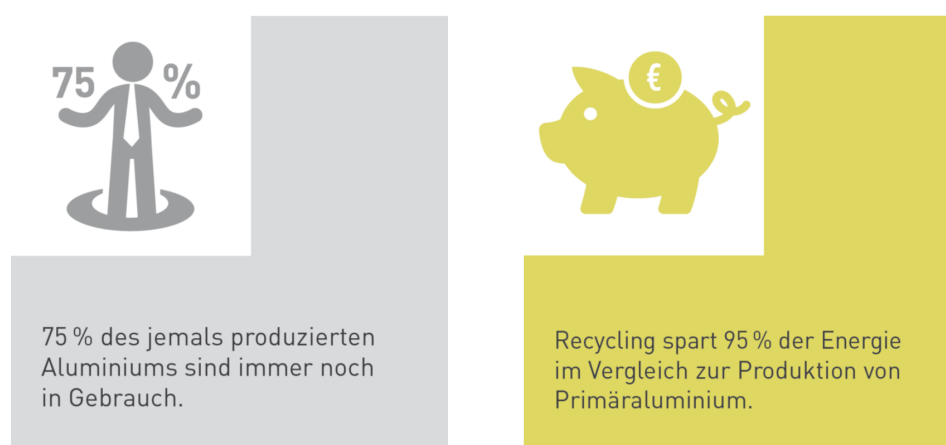 75 %
75 % des jemals produzierten
Aluminiums sind immer noch
in Gebrauch.
€
Recycling spart 95 % der Energie
im Vergleich zur Produktion von
Primäraluminium.